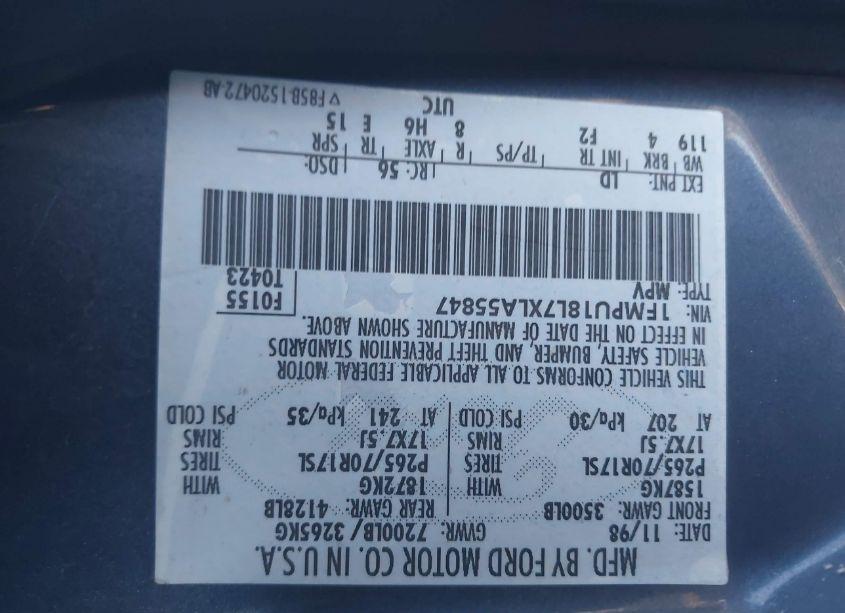 MFD. BY FORD MOTOR CO. IN U.S.A.
DATE: 11/98 GVWR: 7200LB/3265KG
FRONT GAWR: 3500LB REAR GAWR: 4128LB
1587KG WITH 1872KG WITH
P265/70R17SL TIRES P265/70R17SL TIRES
17X7.5J RIMS 17X7.5J RIMS
AT 207 kPa/30 PSI COLD AT 241 kPa/35 PSI COLD
THIS VEHICLE CONFORMS TO ALL APPLICABLE FEDERAL MOTOR
VEHICLE SAFETY, BUMPER, AND THEFT PREVENTION STANDARDS
IN EFFECT ON THE DATE OF MANUFACTURE SHOWN ABOVE.
VIN: 1FMPU18L7XLA55847 F0155
TYPE: MPV T0423
EXT PNT: LD RC: 56 DSO:
WB BRK INT TR TP/PS R AXLE TR SPR
119 4 F2 8 H6 E 15
UTC
▽ F85B-1520472-AB